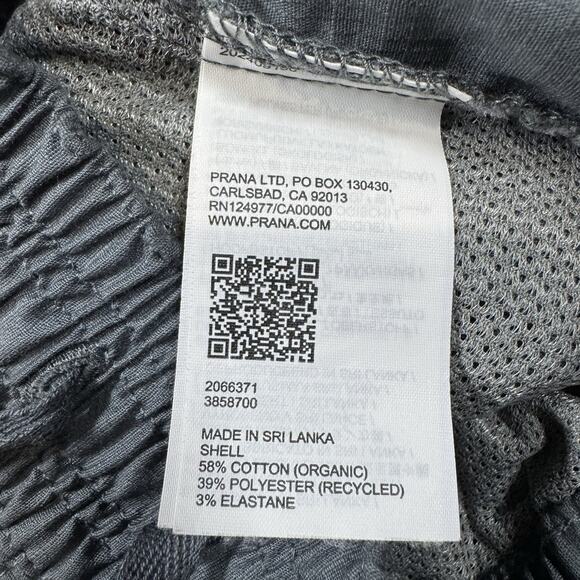 PRANA LTD, PO BOX 130430,
CARLSBAD, CA 92013
RN124977/CA00000
WWW.PRANA.COM
2066371
3858700
MADE IN SRI LANKA
SHELL
58% COTTON (ORGANIC)
39% POLYESTER (RECYCLED)
3% ELASTANE